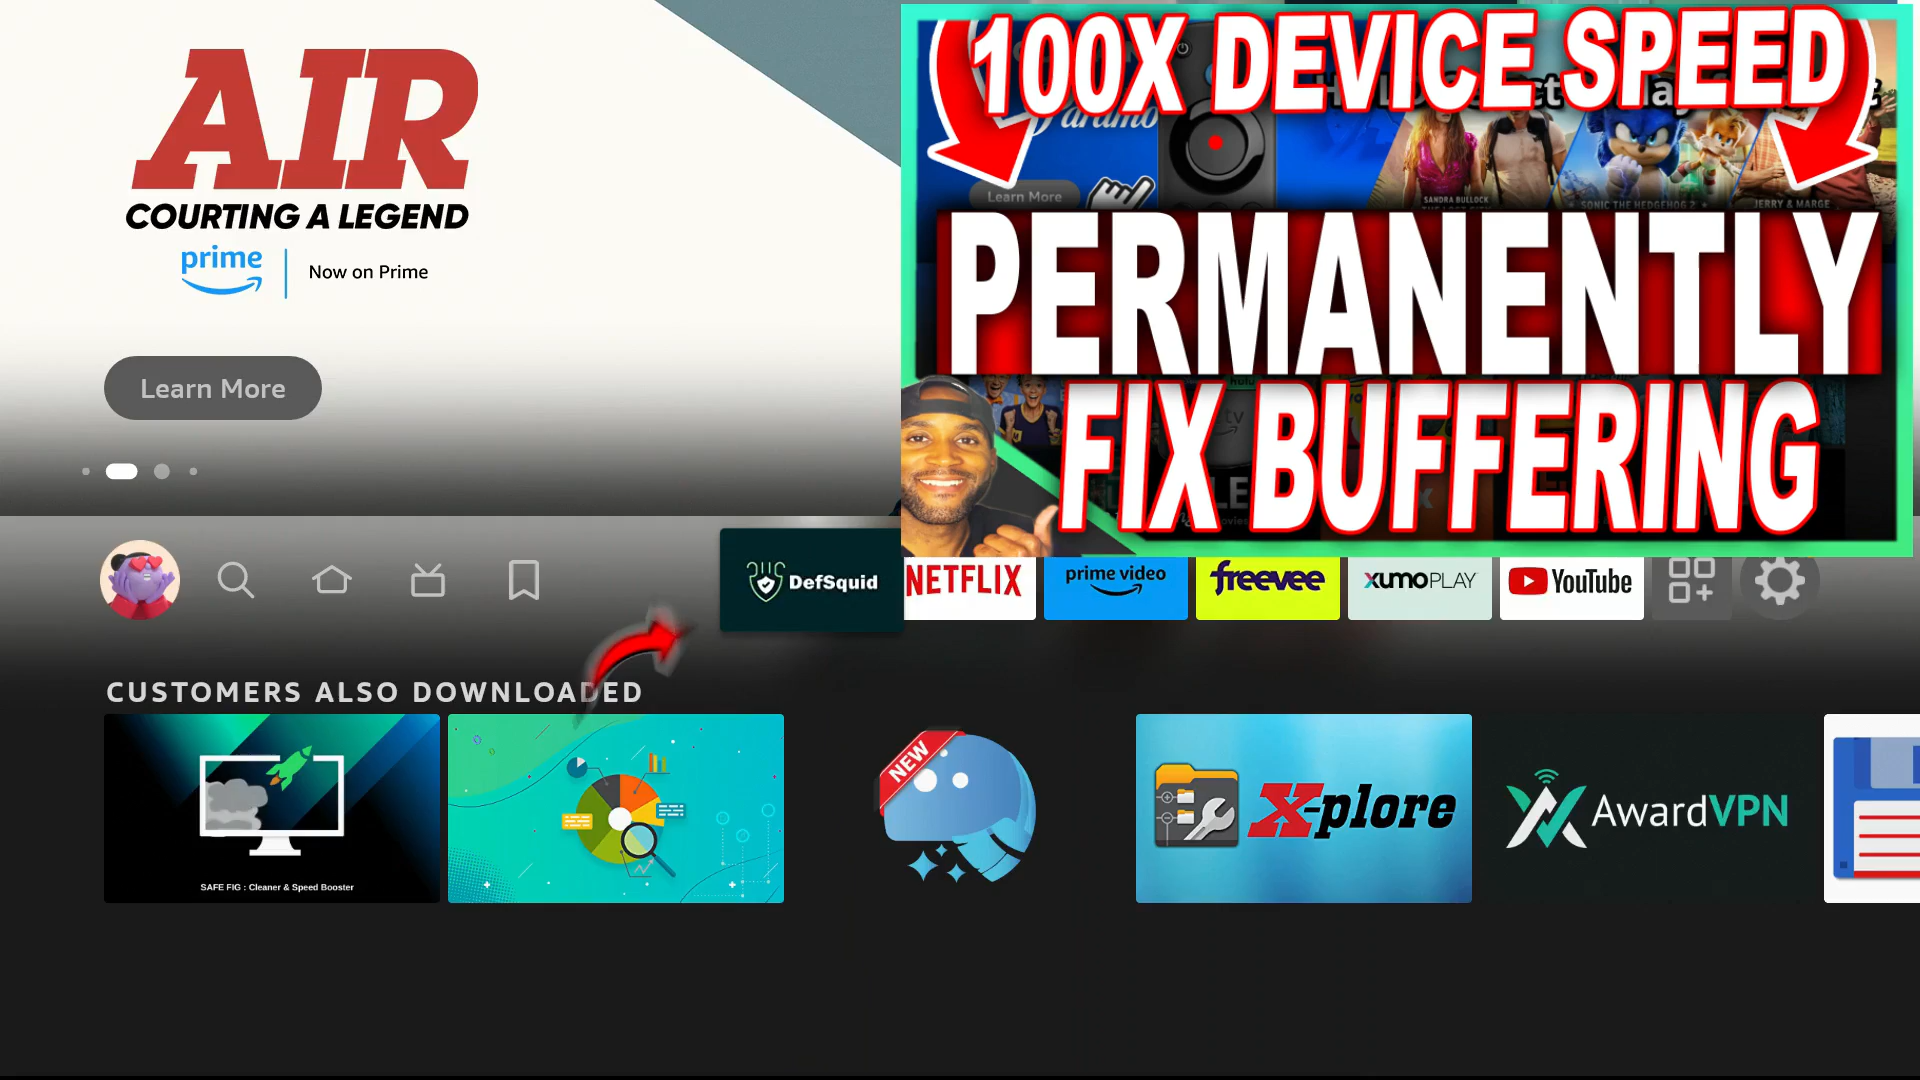 AIR
COURTING A LEGEND
prime
Now on Prime
Learn More
100X DEVICE SPEED
Learn More
SANDRA BULLOCK
SONIC THE HEDGEHOG 2
JERRY & MARGE
PERMANENTLY
FIX BUFFERING
DefSquid
NETFLIX
prime video
freevee
XUMO PLAY
YouTube
CUSTOMERS ALSO DOWNLOADED
SAFE FIG : Cleaner & Speed Booster
NEW
X-plore
AwardVPN